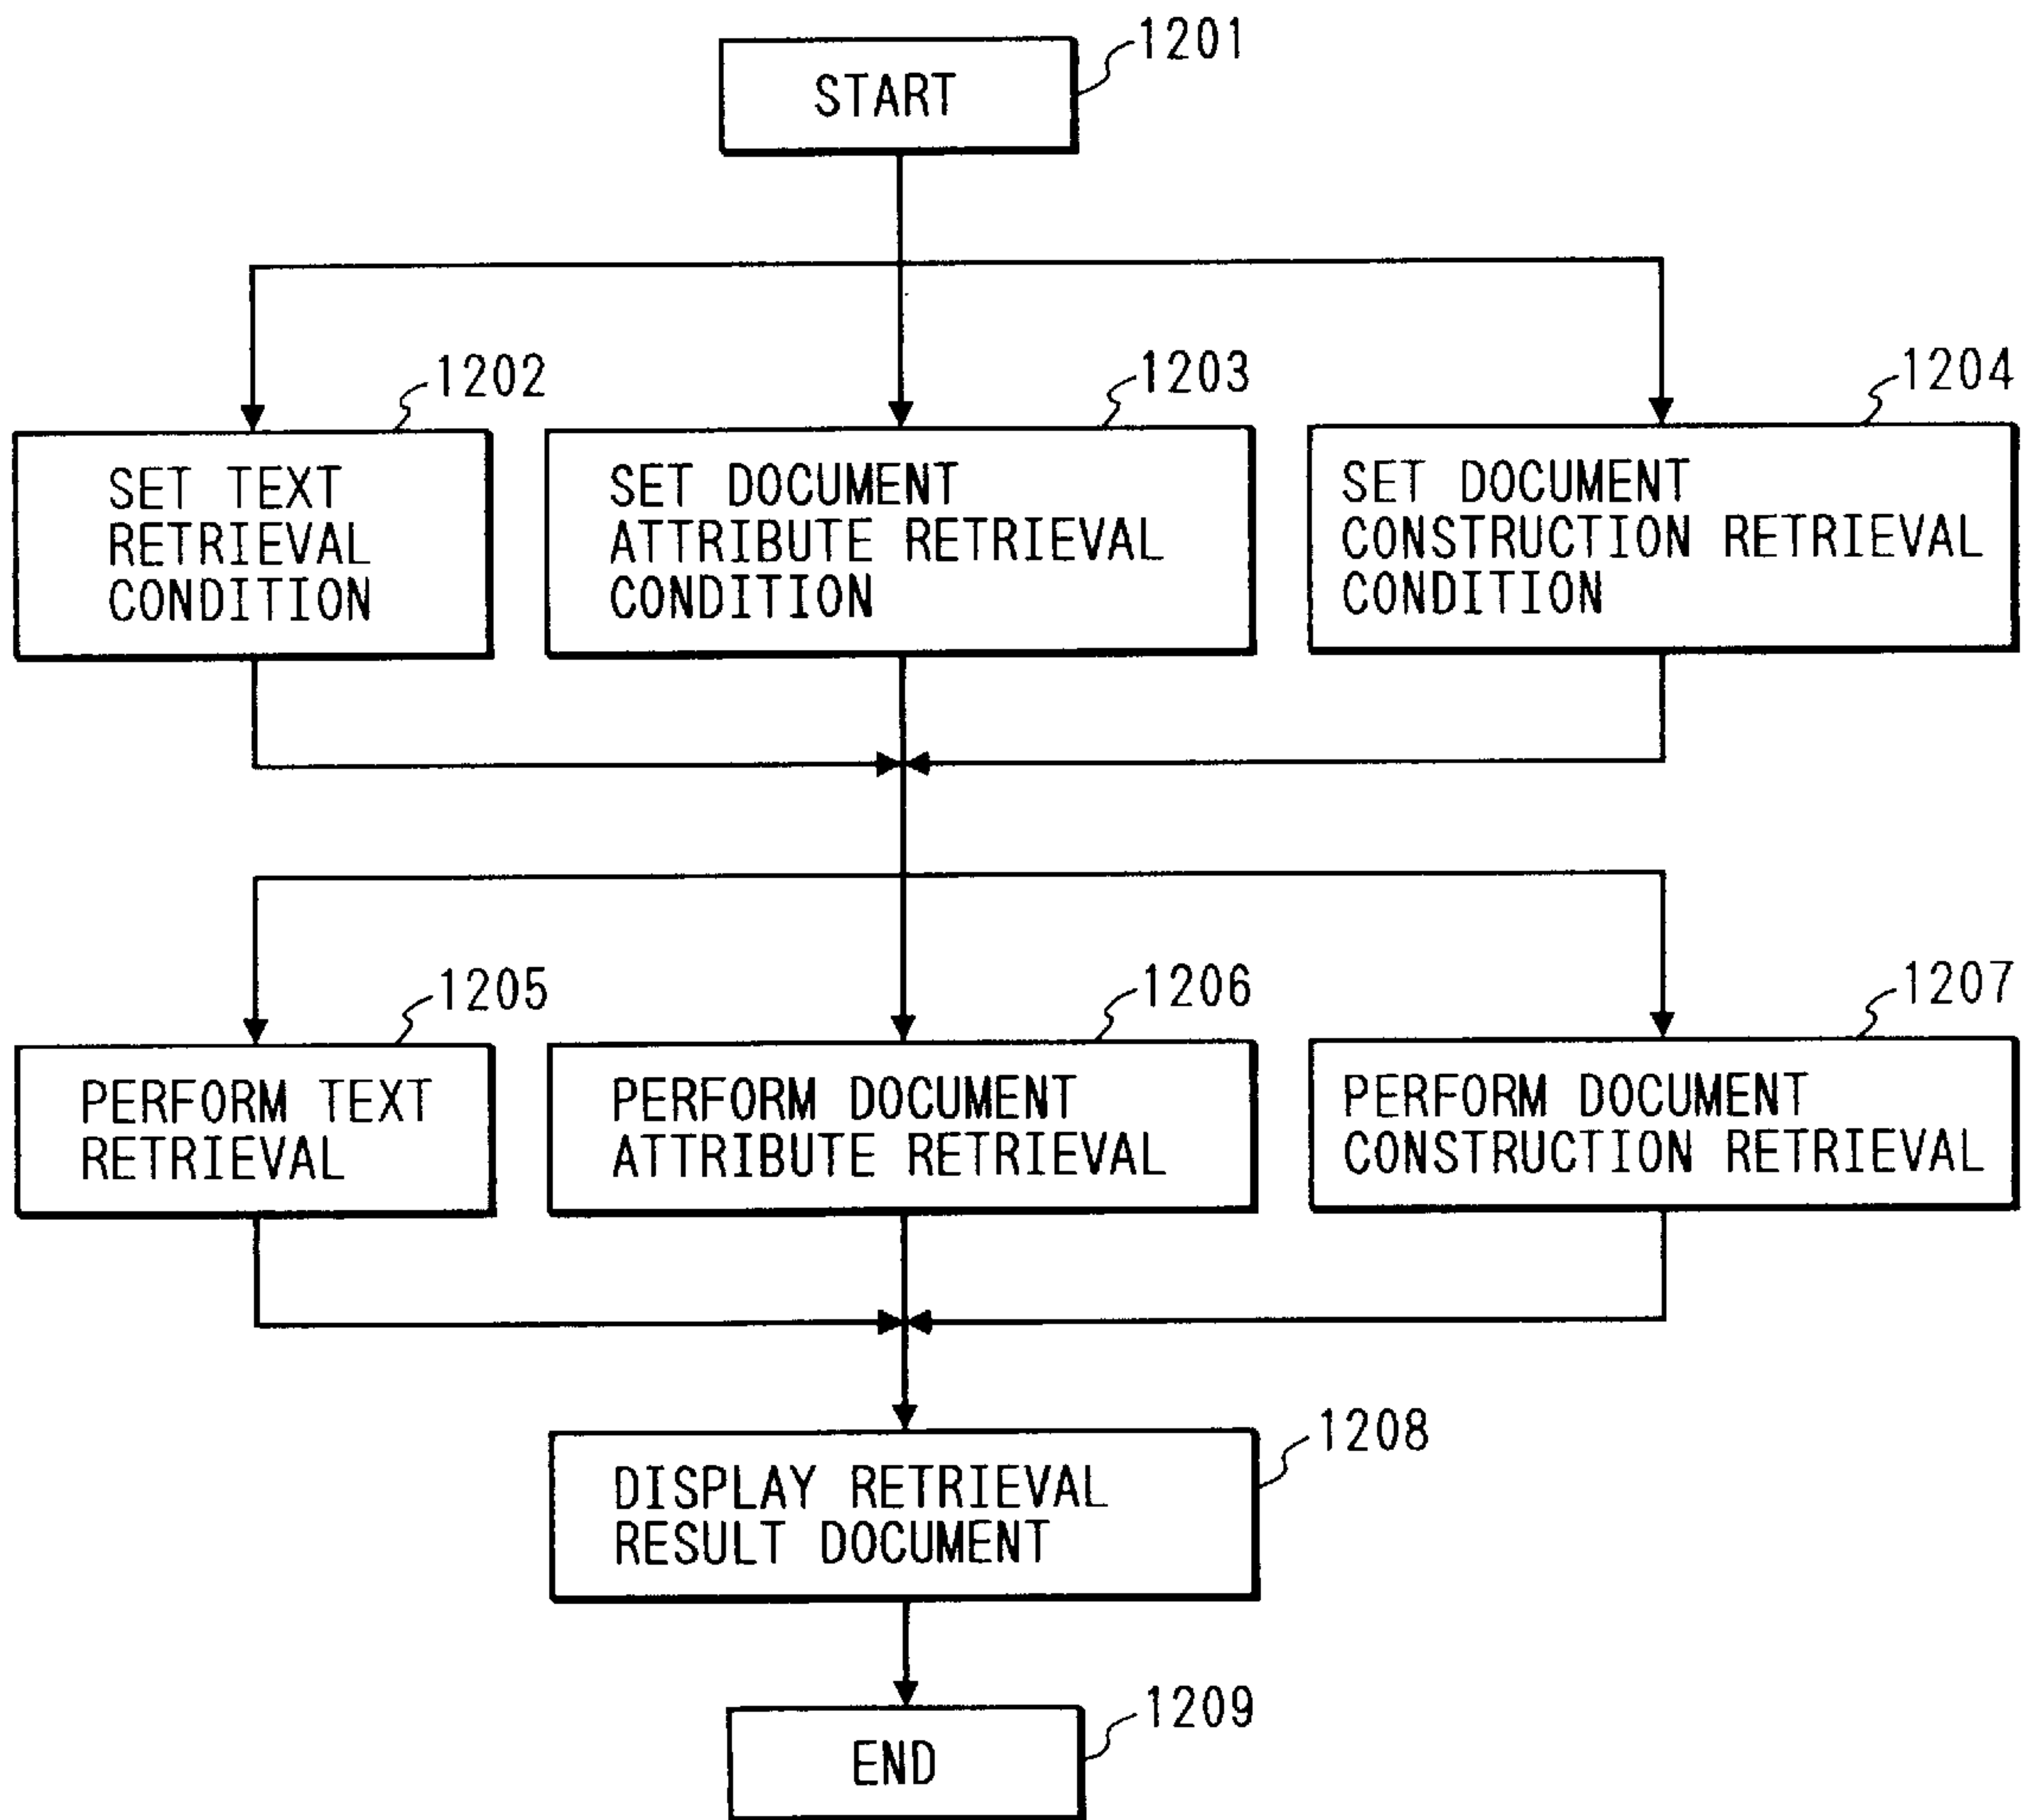 1201
START
1202
SET TEXT
RETRIEVAL
CONDITION
1203
SET DOCUMENT
ATTRIBUTE RETRIEVAL
CONDITION
1204
SET DOCUMENT
CONSTRUCTION RETRIEVAL
CONDITION
1205
PERFORM TEXT
RETRIEVAL
1206
PERFORM DOCUMENT
ATTRIBUTE RETRIEVAL
1207
PERFORM DOCUMENT
CONSTRUCTION RETRIEVAL
1208
DISPLAY RETRIEVAL
RESULT DOCUMENT
1209
END